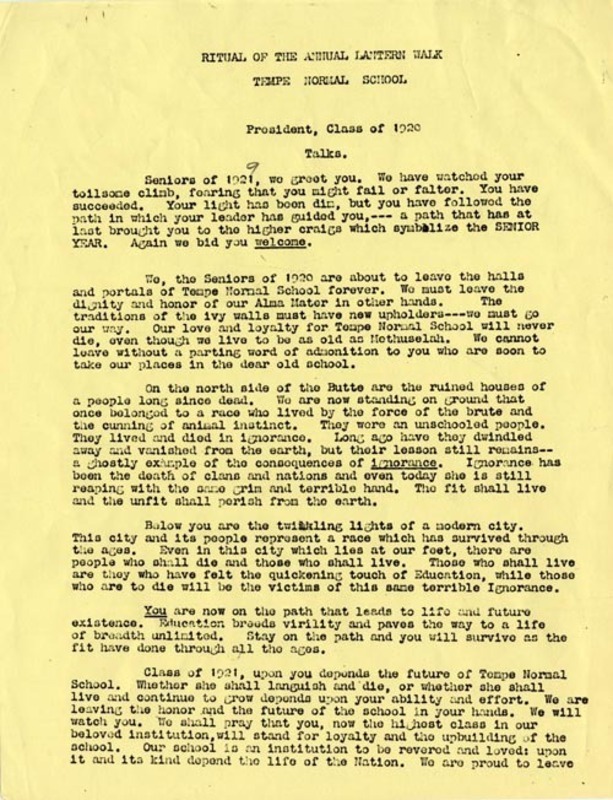 RITUAL OF THE ANNUAL LANTERN WALK
TEMPE NORMAL SCHOOL
President, Class of 1920
Talks.
9
Seniors of 1921, we greet you. We have watched your
toilsome climb, fearing that you might fail or falter. You have
succeeded. Your light has been dim, but you have followed the
path in which your leader has guided you,--- a path that has at
last brought you to the higher craigs which symbolize the SENIOR
YEAR. Again we bid you welcome.
We, the Seniors of 1920 are about to leave the halls
and portals of Tempe Normal School forever. We must leave the
dignity and honor of our Alma Mater in other hands. The
traditions of the ivy walls must have new upholders---we must go
our way. Our love and loyalty for Tempe Normal School will never
die, even though we live to be as old as Methuselah. We cannot
leave without a parting word of admonition to you who are soon to
take our places in the dear old school.
On the north side of the Butte are the ruined houses of
a people long since dead. We are now standing on ground that
once belonged to a race who lived by the force of the brute and
the cunning of animal instinct. They were an unschooled people.
They lived and died in ignorance. Long ago have they dwindled
away and vanished from the earth, but their lesson still remains--
a ghostly example of the consequences of ignorance. Ignorance has
been the death of clans and nations and even today she is still
reaping with the same grim and terrible hand. The fit shall live
and the unfit shall perish from the earth.
Below you are the twinkling lights of a modern city.
This city and its people represent a race which has survived through
the ages. Even in this city which lies at our feet, there are
people who shall die and those who shall live. Those who shall live
are they who have felt the quickening touch of Education, while those
who are to die will be the victims of this same terrible Ignorance.
You are now on the path that leads to life and future
existence. Education breeds virility and paves the way to a life
of breadth unlimited. Stay on the path and you will survive as the
fit have done through all the ages.
Class of 1921, upon you depends the future of Tempe Normal
School. Whether she shall languish and die, or whether she shall
live and continue to grow depends upon your ability and effort. We are
leaving the honor and the future of the school in your hands. We will
watch you. We shall pray that you, now the highest class in our
beloved institution,will stand for loyalty and the upbuilding of the
school. Our school is an institution to be revered and loved: upon
it and its kind depend the life of the Nation. We are proud to leave